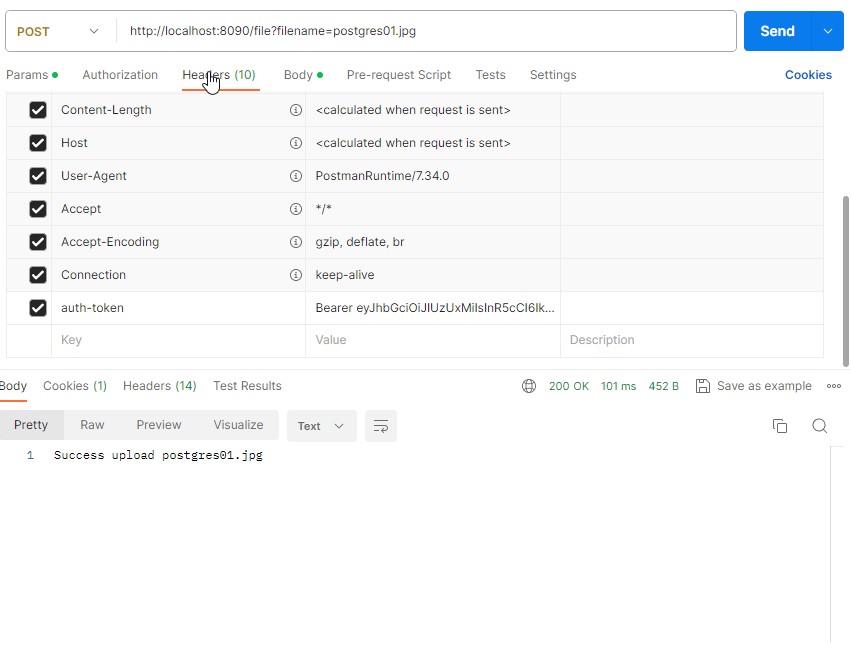 POST http://localhost:8090/file?filename=postgres01.jpg Send
Params Authorization Headers (10) Body Pre-request Script Tests Settings Cookies
Content-Length <calculated when request is sent>
Host <calculated when request is sent>
User-Agent PostmanRuntime/7.34.0
Accept */*
Accept-Encoding gzip, deflate, br
Connection keep-alive
auth-token Bearer eyJhbGciOiJIUzUxMiIsInR5cCI6Ik...
Key Value Description
Body Cookies (1) Headers (14) Test Results 200 OK 101 ms 452 B Save as example
Pretty Raw Preview Visualize Text
1 Success upload postgres01.jpg